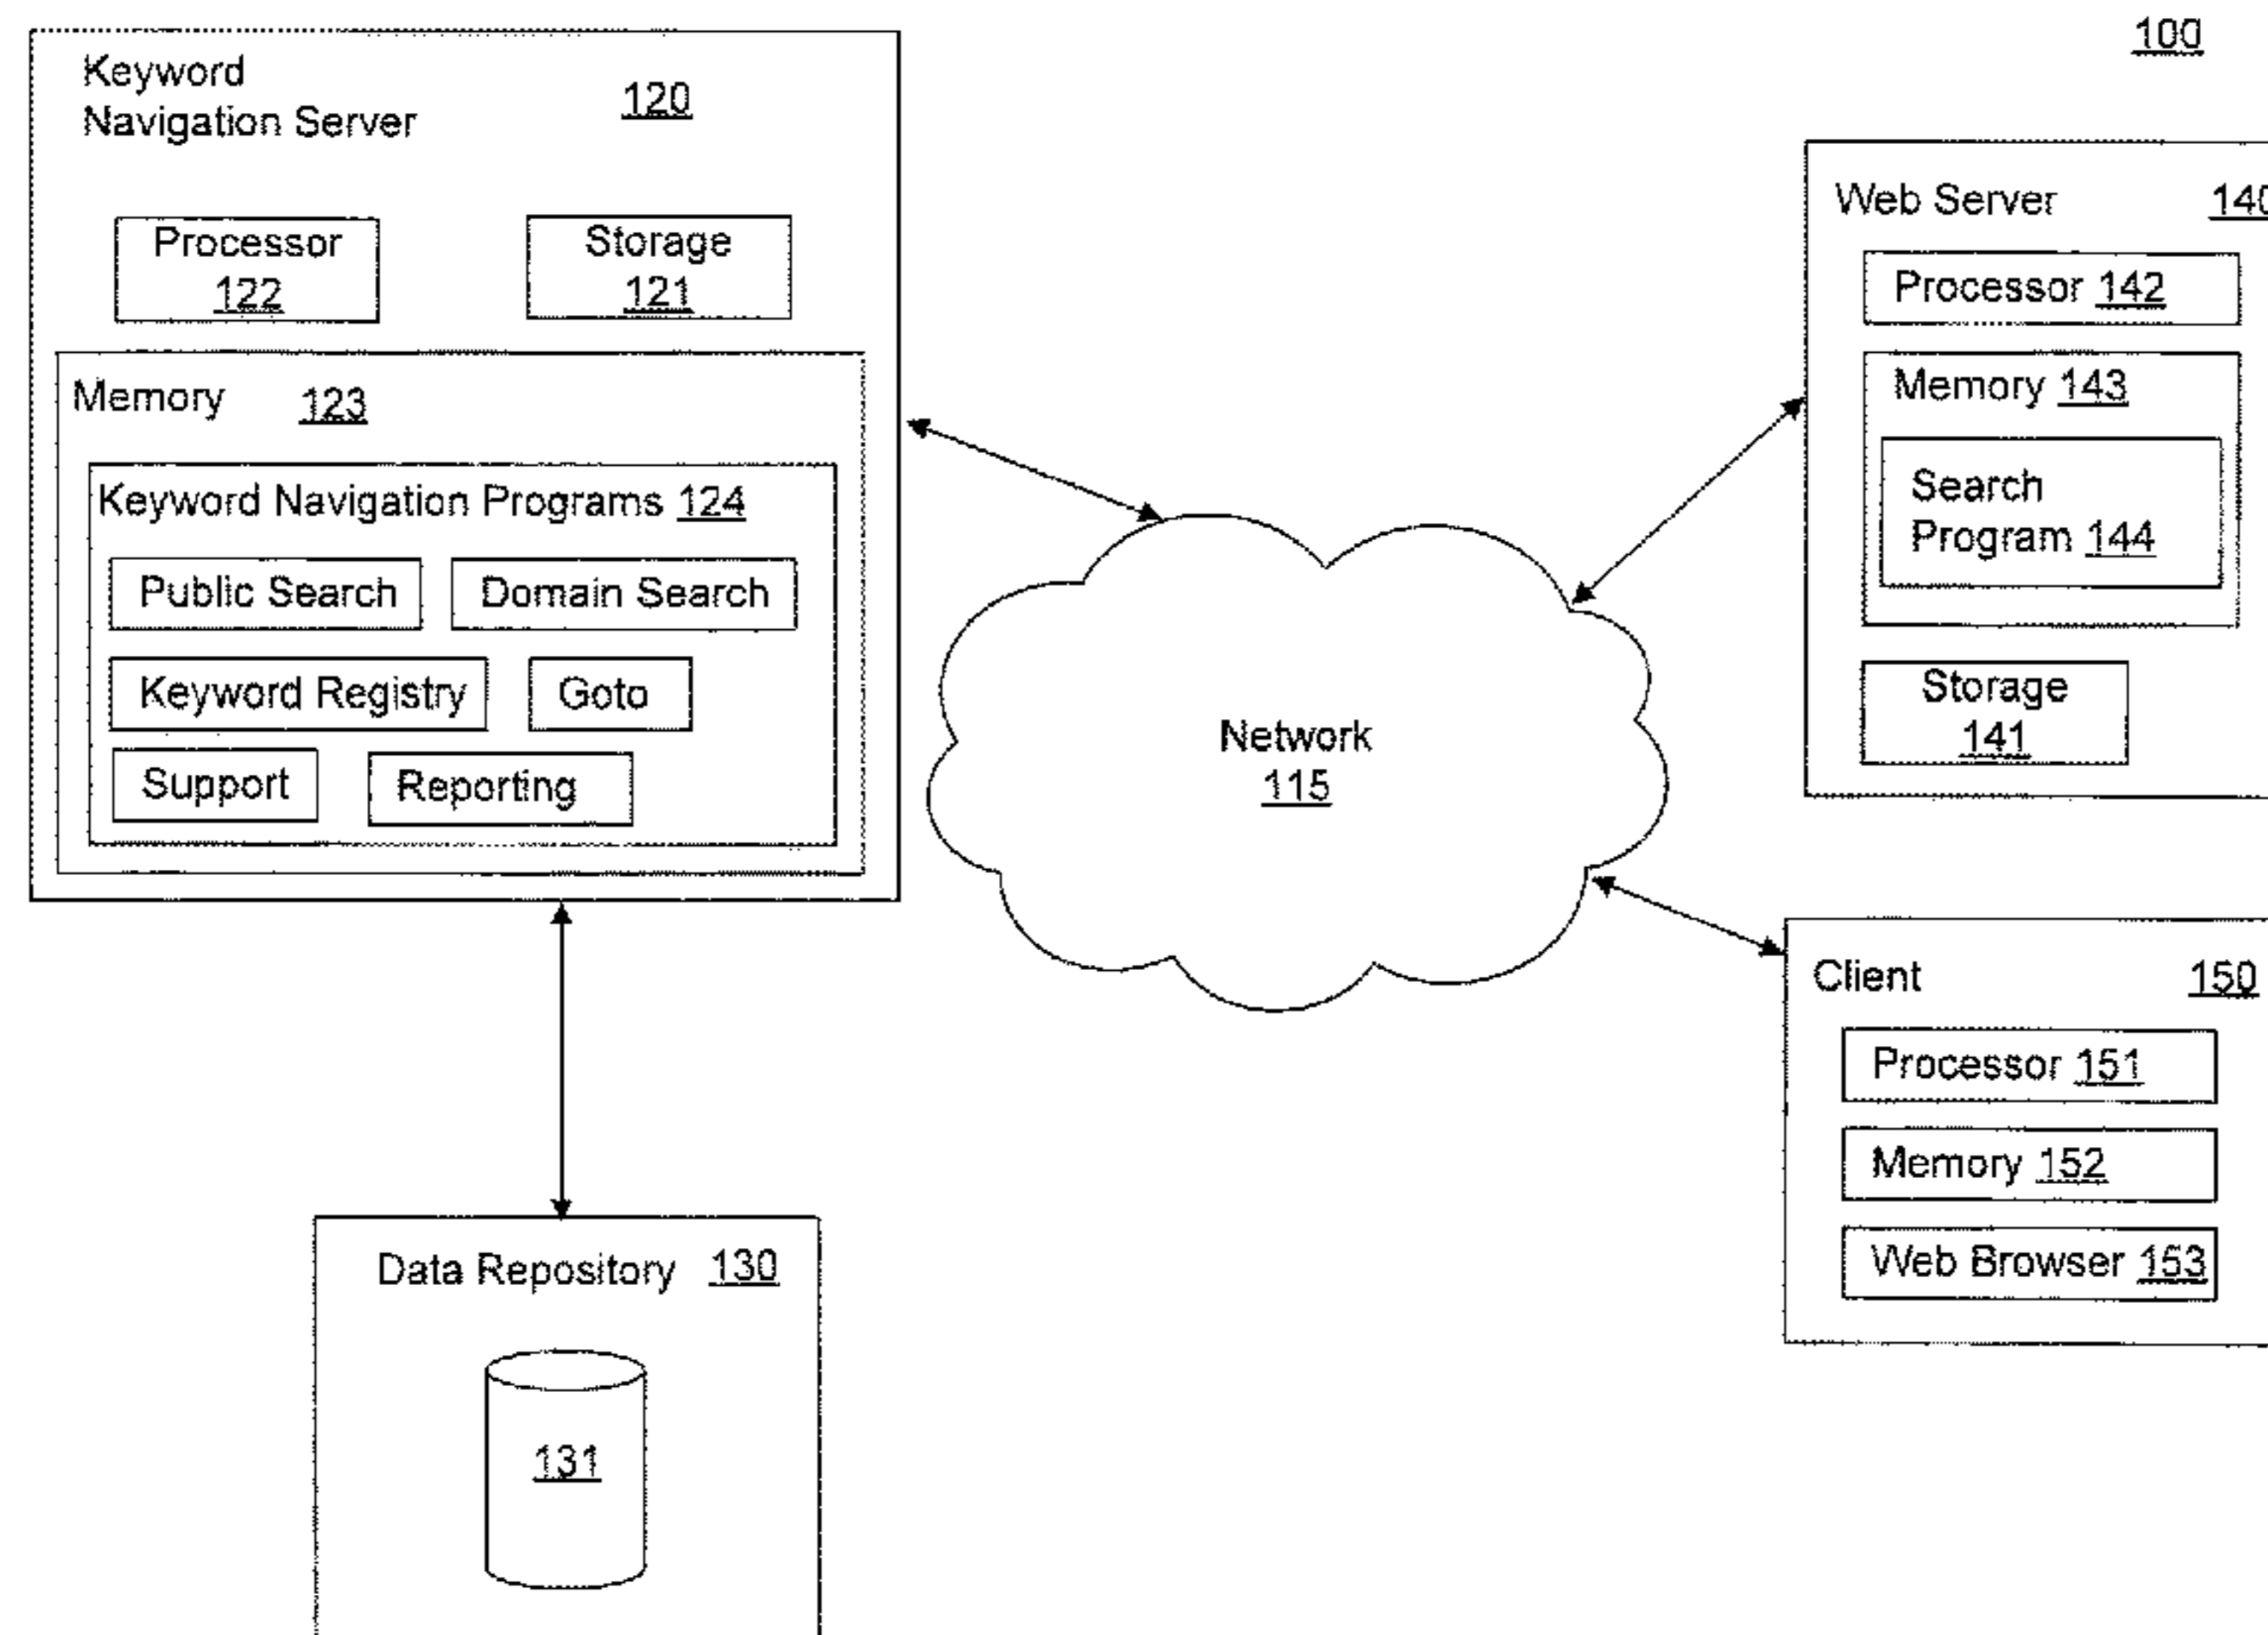 100
Keyword
Navigation Server 120
Processor
122
Storage
121
Memory 123
Keyword Navigation Programs 124
Public Search
Domain Search
Keyword Registry
Goto
Support
Reporting
Network
115
Web Server 140
Processor 142
Memory 143
Search
Program 144
Storage
141
Client 150
Processor 151
Memory 152
Web Browser 153
Data Repository 130
131